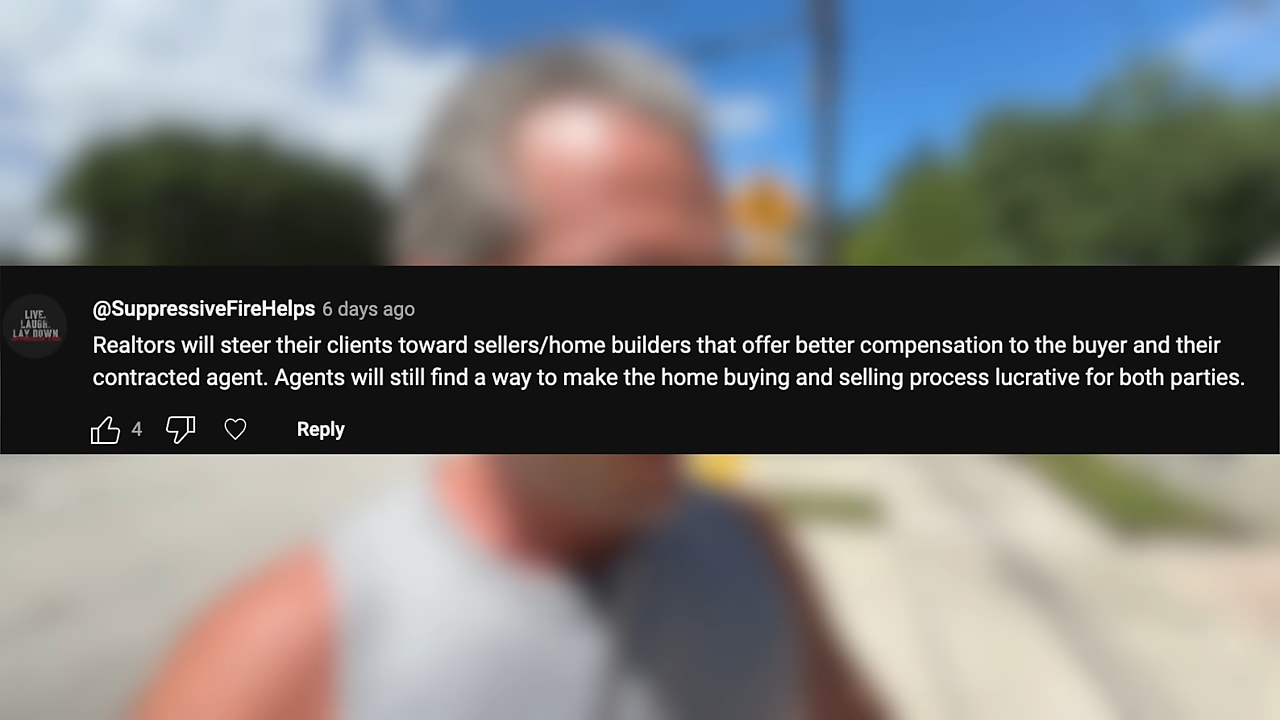 LIVE.
LAUGH.
LAY DOWN
@SuppressiveFireHelps 6 days ago
Realtors will steer their clients toward sellers/home builders that offer better compensation to the buyer and their
contracted agent. Agents will still find a way to make the home buying and selling process lucrative for both parties.
4
Reply